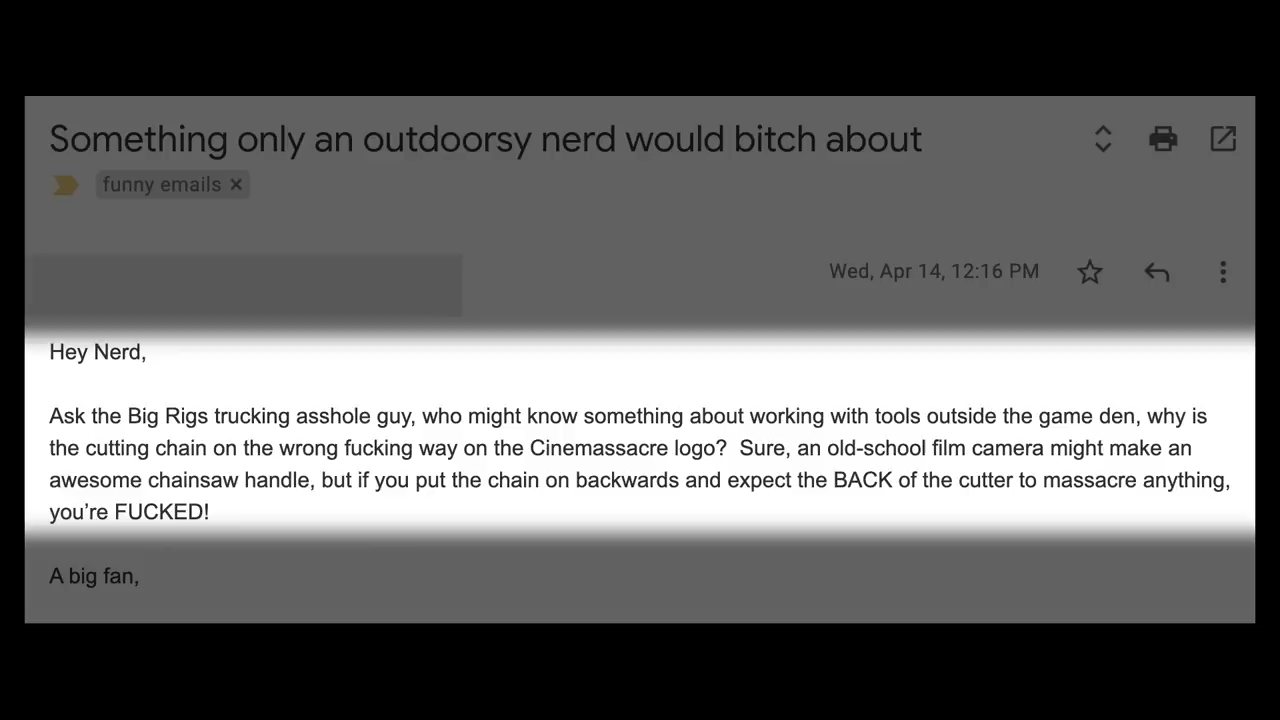 Something only an outdoorsy nerd would bitch about
funny emails ×
Wed, Apr 14, 12:16 PM
Hey Nerd,
Ask the Big Rigs trucking asshole guy, who might know something about working with tools outside the game den, why is
the cutting chain on the wrong fucking way on the Cinemassacre logo?  Sure, an old-school film camera might make an
awesome chainsaw handle, but if you put the chain on backwards and expect the BACK of the cutter to massacre anything,
you’re FUCKED!
A big fan,